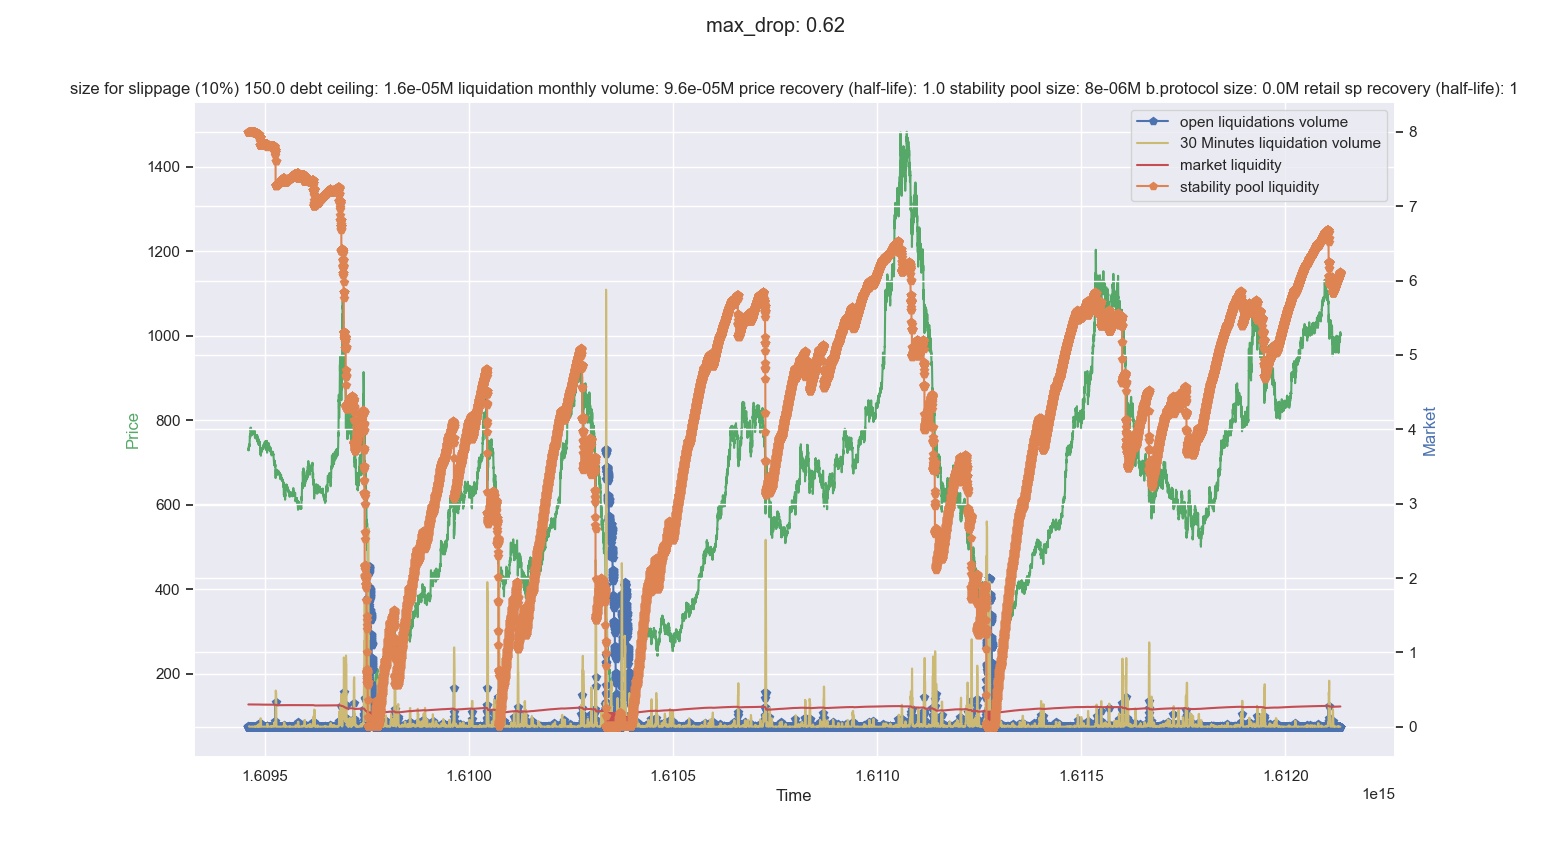 max_drop: 0.62
size for slippage (10%) 150.0 debt ceiling: 1.6e-05M liquidation monthly volume: 9.6e-05M price recovery (half-life): 1.0 stability pool size: 8e-06M b.protocol size: 0.0M retail sp recovery (half-life): 1
open liquidations volume
30 Minutes liquidation volume
market liquidity
stability pool liquidity
1400
1200
1000
800
600
400
200
Price
8
7
6
5
4
3
2
1
0
Market
1.6095 1.6100 1.6105 1.6110 1.6115 1.6120
1e15
Time